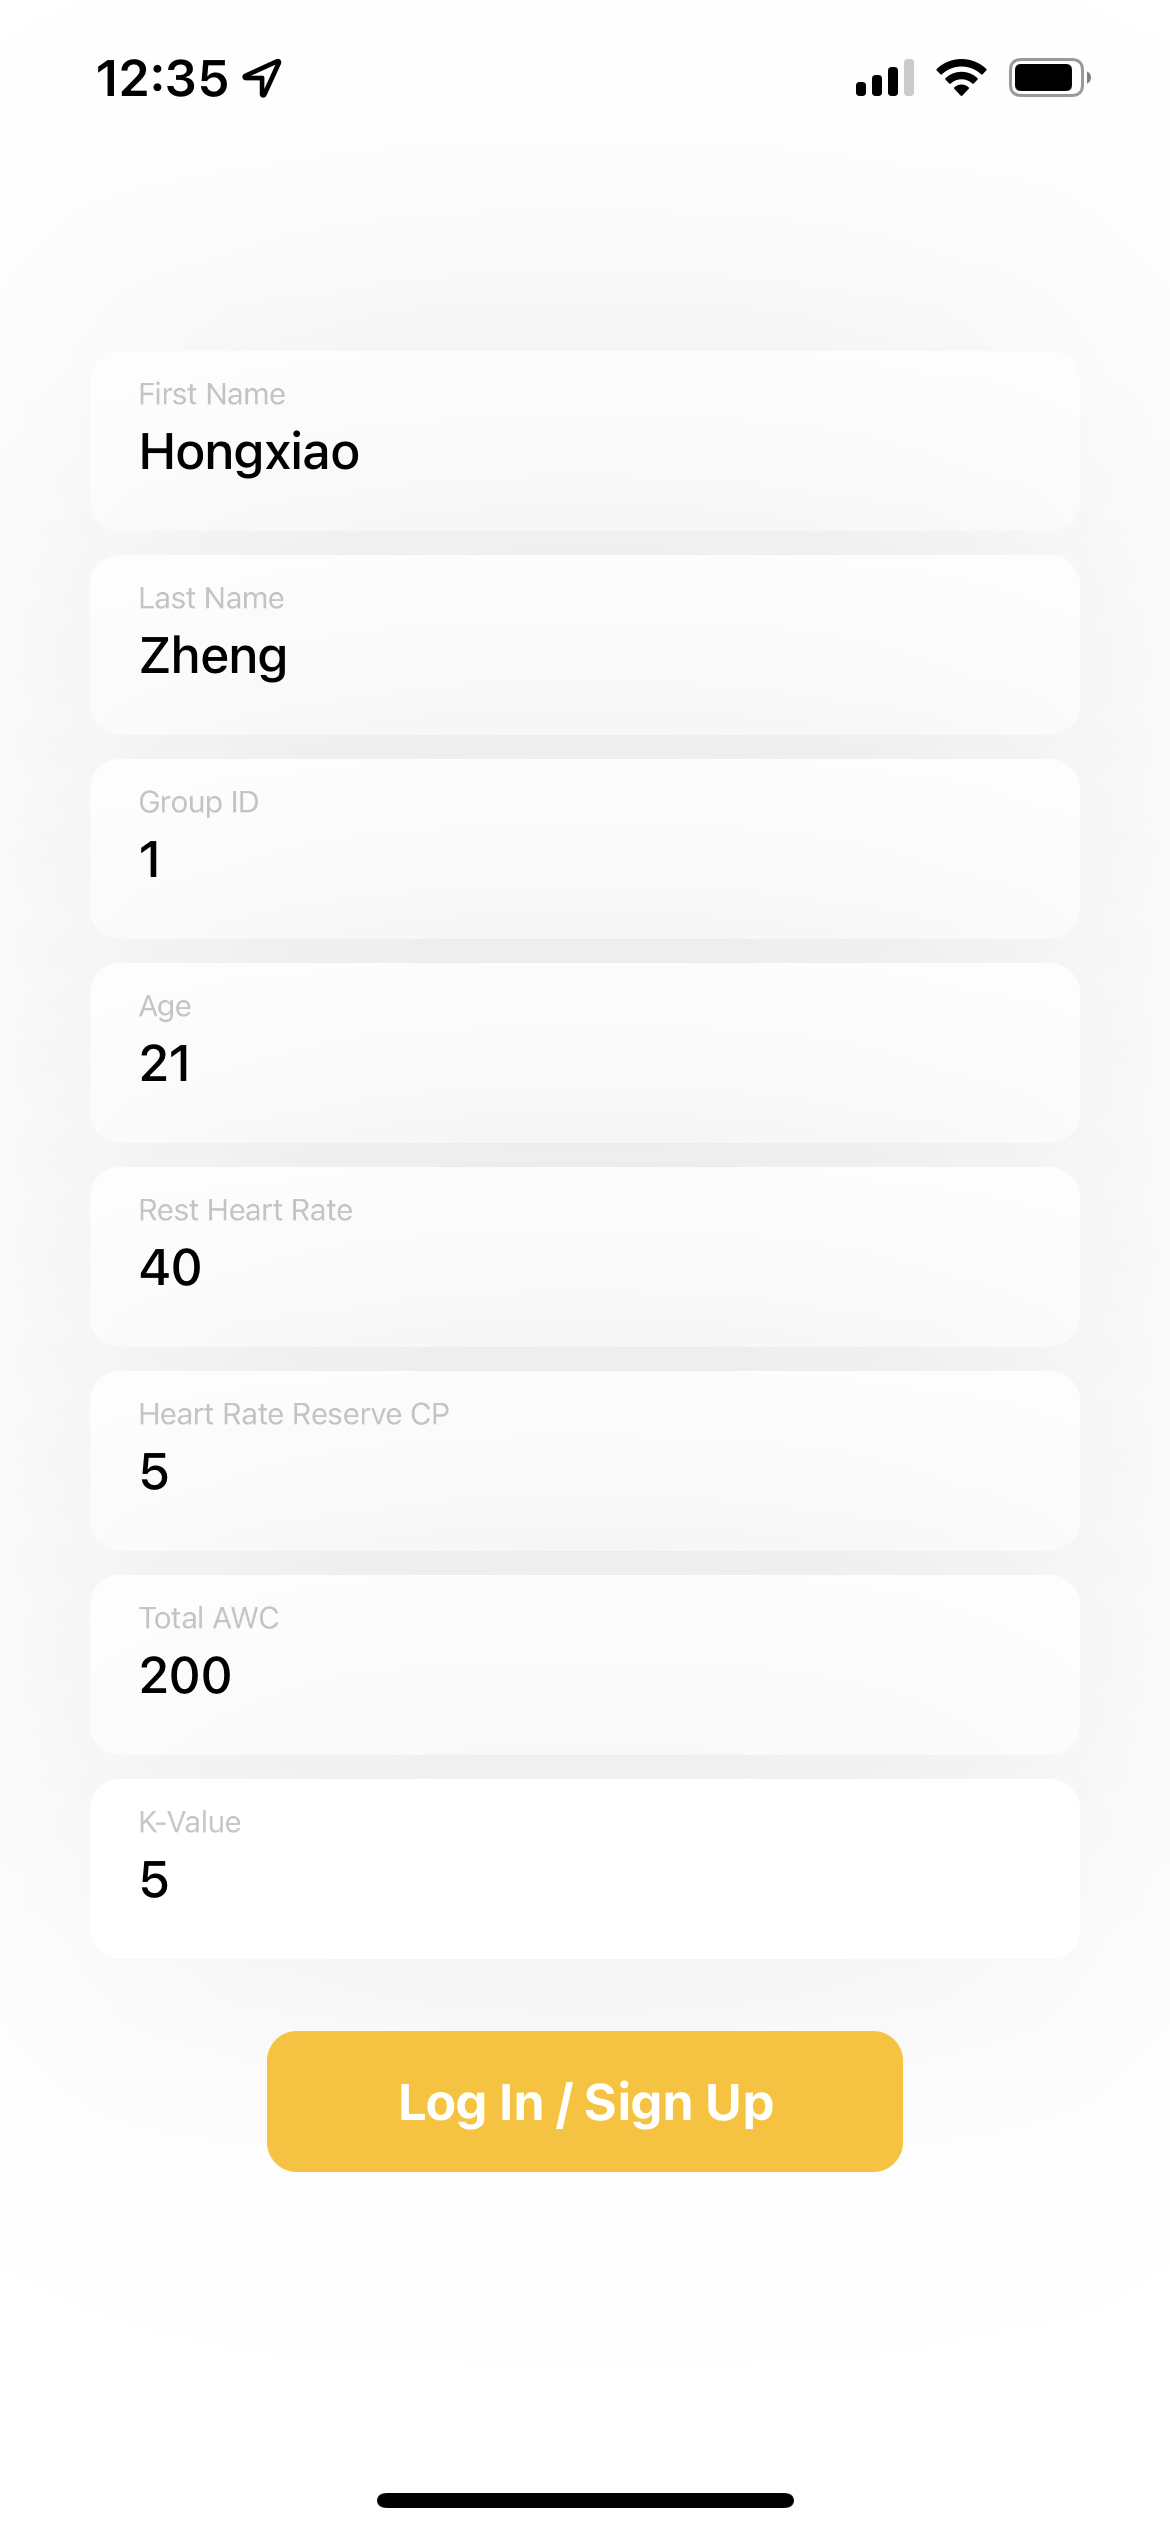 12:35
First Name
Hongxiao
Last Name
Zheng
Group ID
1
Age
21
Rest Heart Rate
40
Heart Rate Reserve CP
5
Total AWC
200
K-Value
5
Log In / Sign Up